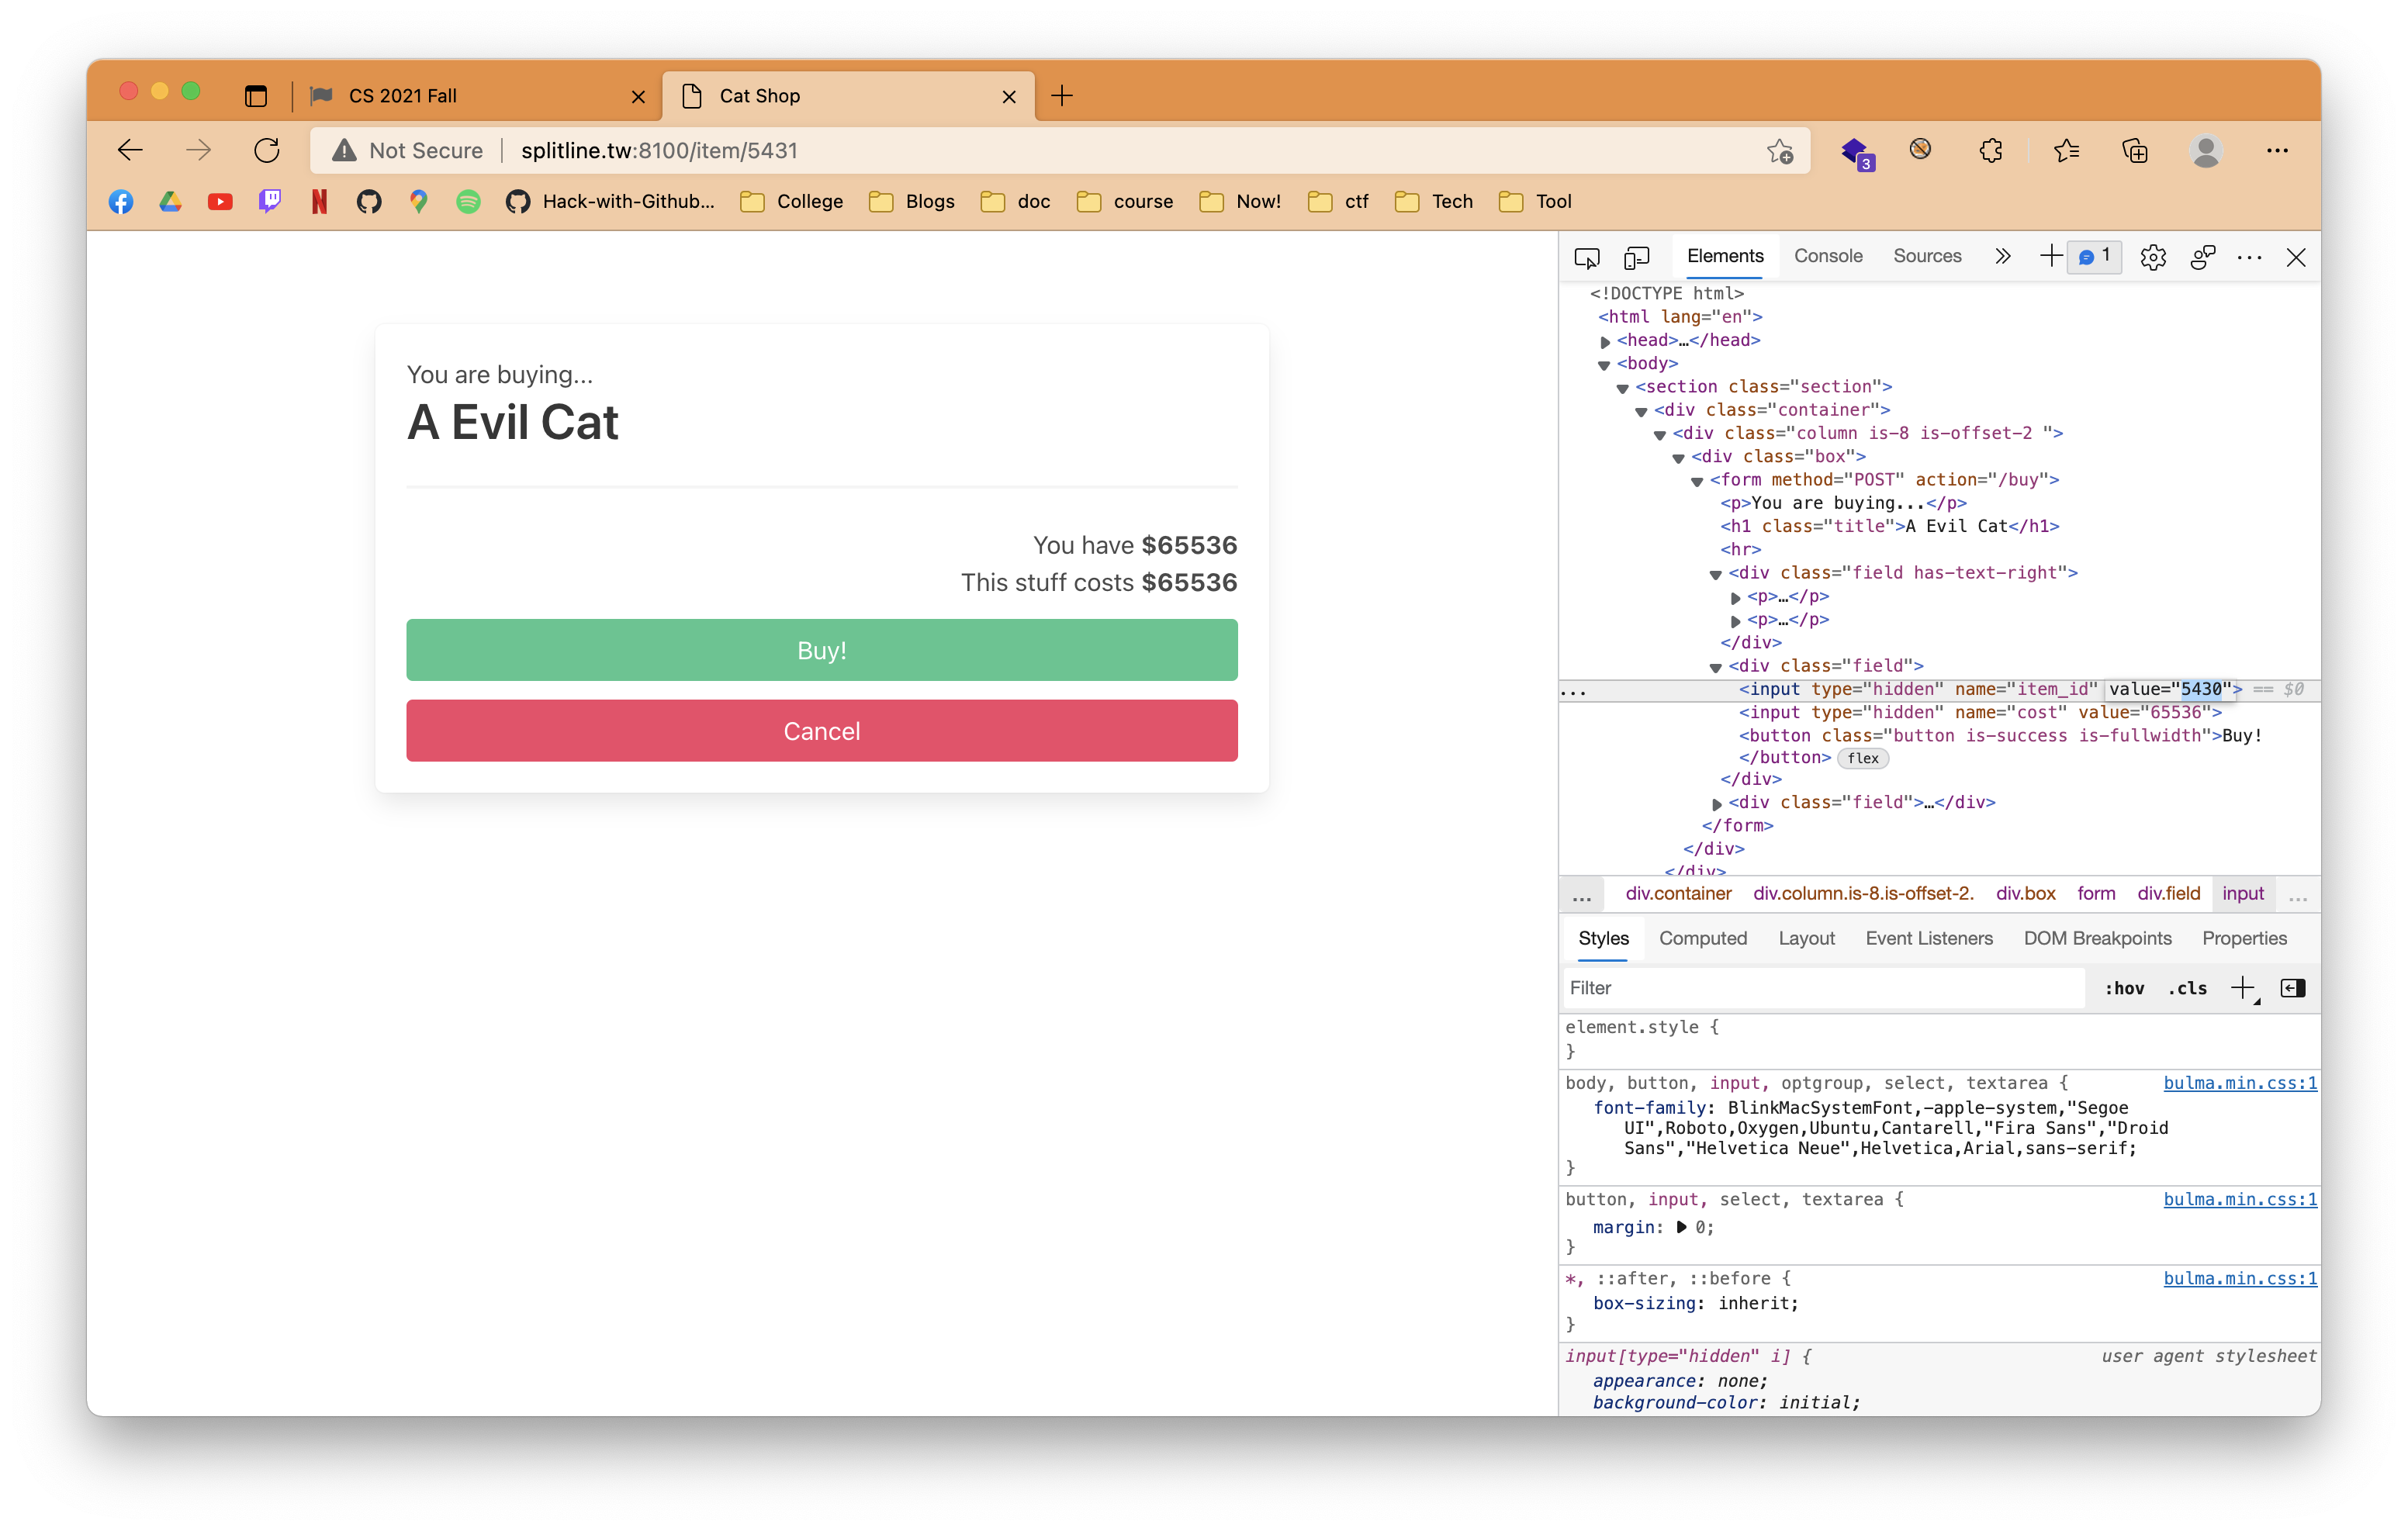 CS 2021 Fall
Cat Shop
Not Secure
splitline.tw:8100/item/5431
3
Hack-with-Github...
College
Blogs
doc
course
Now!
ctf
Tech
Tool
You are buying...
A Evil Cat
You have $65536
This stuff costs $65536
Buy!
Cancel
Elements
Console
Sources
1
<!DOCTYPE html>
<html lang="en">
<head>…</head>
<body>
<section class="section">
<div class="container">
<div class="column is-8 is-offset-2 ">
<div class="box">
<form method="POST" action="/buy">
<p>You are buying...</p>
<h1 class="title">A Evil Cat</h1>
<hr>
<div class="field has-text-right">
<p>…</p>
<p>…</p>
</div>
<div class="field">
... <input type="hidden" name="item_id" value="5430"> == $0
<input type="hidden" name="cost" value="65536">
<button class="button is-success is-fullwidth">Buy!
</button> flex
</div>
<div class="field">…</div>
</form>
</div>
</div>
... div.container div.column.is-8.is-offset-2. div.box form div.field input ...
Styles
Computed
Layout
Event Listeners
DOM Breakpoints
Properties
Filter
:hov
.cls
element.style {
}
body, button, input, optgroup, select, textarea { bulma.min.css:1
font-family: BlinkMacSystemFont,-apple-system,"Segoe
UI",Roboto,Oxygen,Ubuntu,Cantarell,"Fira Sans","Droid
Sans","Helvetica Neue",Helvetica,Arial,sans-serif;
}
button, input, select, textarea { bulma.min.css:1
margin: 0;
}
*, ::after, ::before { bulma.min.css:1
box-sizing: inherit;
}
input[type="hidden" i] { user agent stylesheet
appearance: none;
background-color: initial;